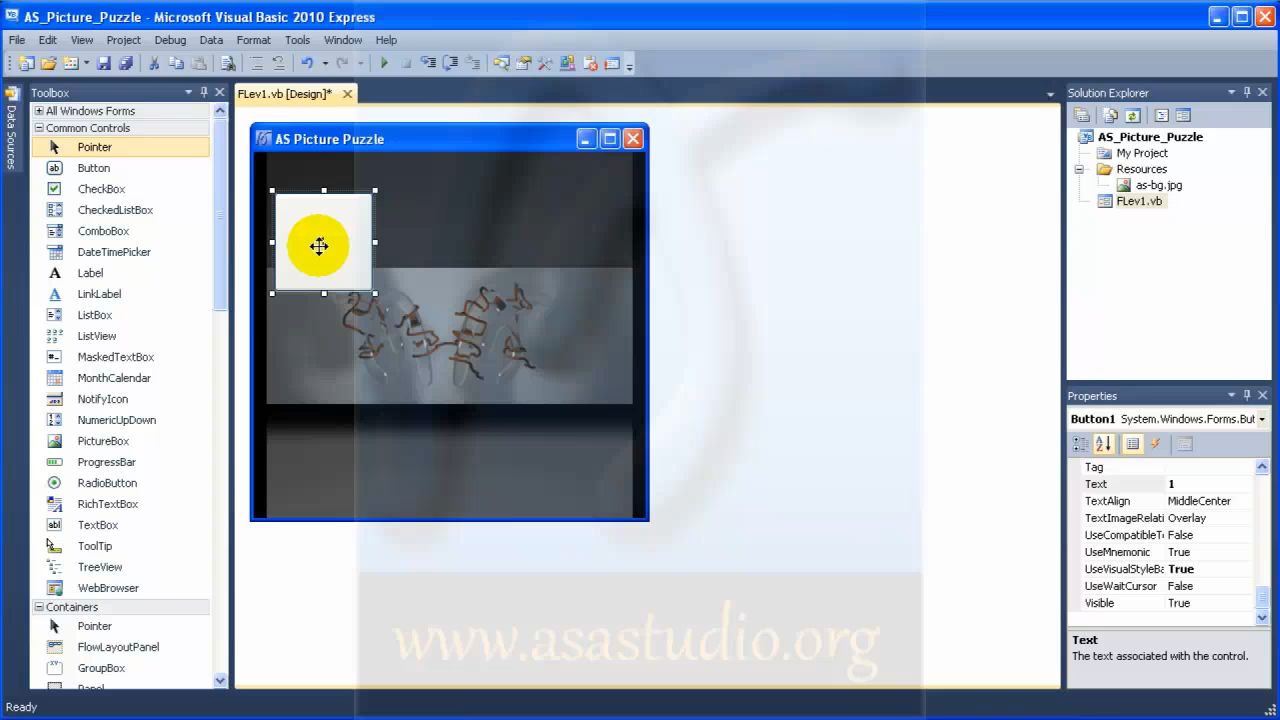 AS_Picture_Puzzle - Microsoft Visual Basic 2010 Express
File Edit View Project Debug Data Format Tools Window Help
Data Sources
Toolbox
All Windows Forms
Common Controls
Pointer
Button
CheckBox
CheckedListBox
ComboBox
DateTimePicker
Label
LinkLabel
ListBox
ListView
MaskedTextBox
MonthCalendar
NotifyIcon
NumericUpDown
PictureBox
ProgressBar
RadioButton
RichTextBox
TextBox
ToolTip
TreeView
WebBrowser
Containers
Pointer
FlowLayoutPanel
GroupBox
Panel
FLev1.vb [Design]*
AS Picture Puzzle
www.asastudio.org
Solution Explorer
AS_Picture_Puzzle
My Project
Resources
as-bg.jpg
FLev1.vb
Properties
Button1 System.Windows.Forms.But
Tag
Text 1
TextAlign MiddleCenter
TextImageRelati Overlay
UseCompatibleTe False
UseMnemonic True
UseVisualStyleBa True
UseWaitCursor False
Visible True
Text
The text associated with the control.
Ready